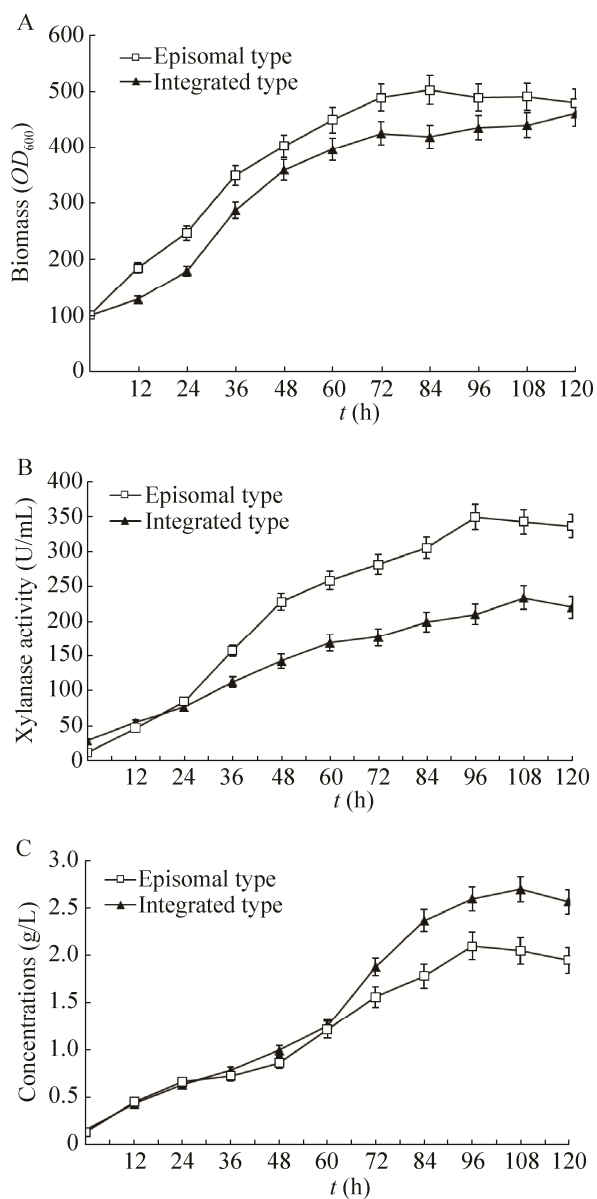 A
600
500
400
300
200
100
0
Biomass (OD600)
Episomal type
Integrated type
12 24 36 48 60 72 84 96 108 120
t (h)
B
400
350
300
250
200
150
100
50
0
Xylanase activity (U/mL)
Episomal type
Integrated type
12 24 36 48 60 72 84 96 108 120
t (h)
C
3.0
2.5
2.0
1.5
1.0
0.5
0
Concentrations (g/L)
Episomal type
Integrated type
12 24 36 48 60 72 84 96 108 120
t (h)